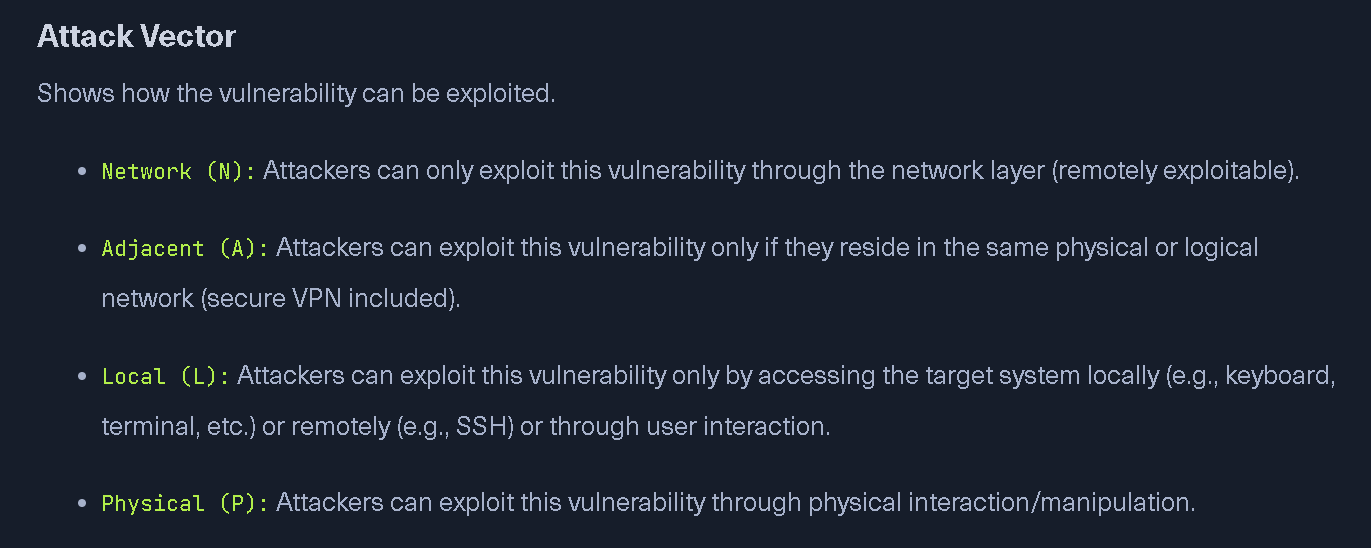 Attack Vector
Shows how the vulnerability can be exploited.
• Network (N): Attackers can only exploit this vulnerability through the network layer (remotely exploitable).
• Adjacent (A): Attackers can exploit this vulnerability only if they reside in the same physical or logical
network (secure VPN included).
• Local (L): Attackers can exploit this vulnerability only by accessing the target system locally (e.g., keyboard,
terminal, etc.) or remotely (e.g., SSH) or through user interaction.
• Physical (P): Attackers can exploit this vulnerability through physical interaction/manipulation.